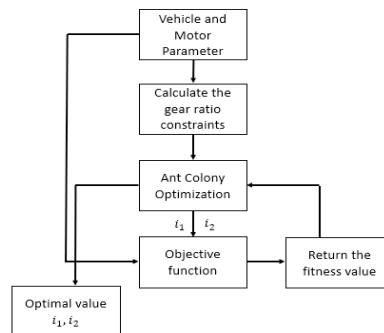 Vehicle and
Motor
Parameter
Calculate the
gear ratio
constraints
Ant Colony
Optimization
i₁ i₂
Objective
function
Return the
fitness value
Optimal value
i₁, i₂